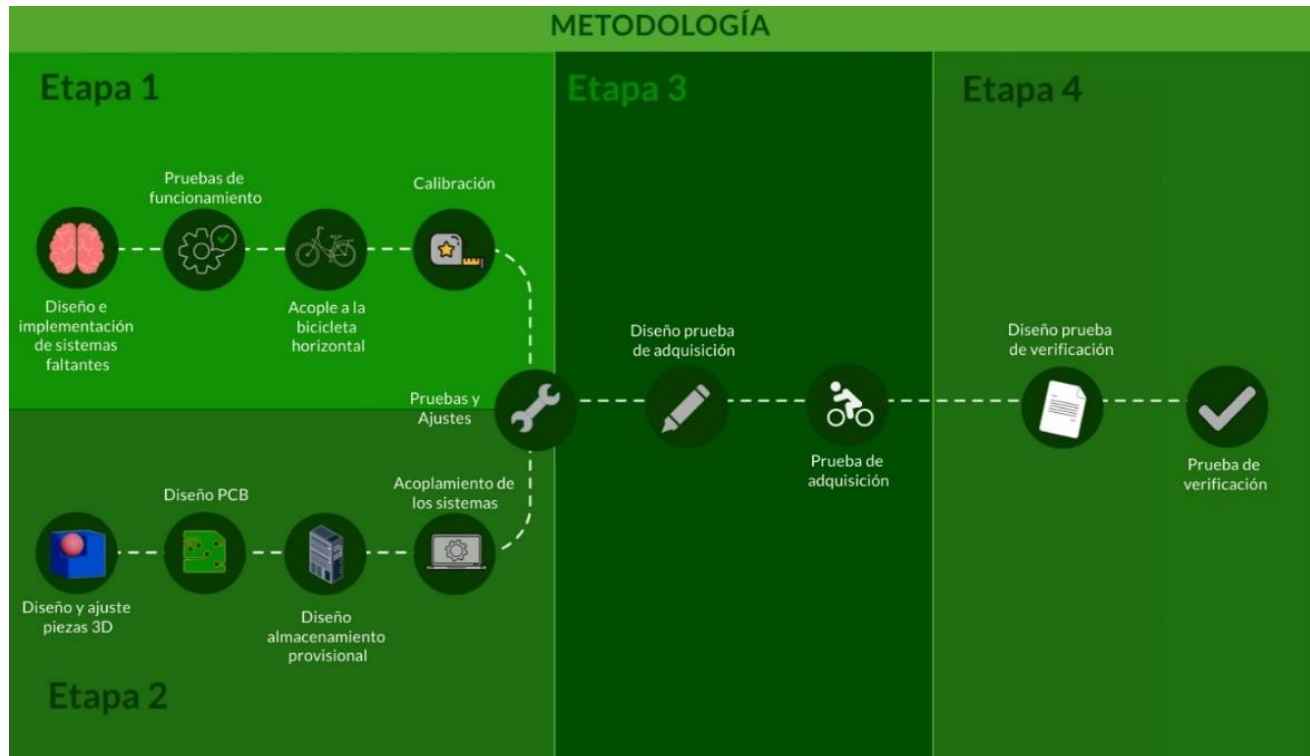 METODOLOGÍA
Etapa 1
Pruebas de
funcionamiento
Calibración
Diseño e
implementación
de sistemas
faltantes
Acople a la
bicicleta
horizontal
Pruebas y
Ajustes
Diseño PCB
Acoplamiento de
los sistemas
Diseño y ajuste
piezas 3D
Diseño
almacenamiento
provisional
Etapa 2
Etapa 3
Diseño prueba
de adquisición
Prueba de
adquisición
Etapa 4
Diseño prueba
de verificación
Prueba de
verificación